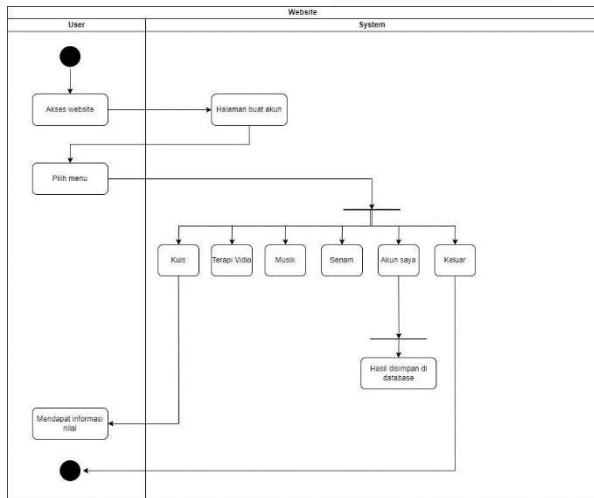 Website
User
System
Akses website
Halaman buat akun
Pilih menu
Kuis
Terapi Vidio
Musik
Senam
Akun saya
Keluar
Hasil disimpan di
database
Mendapat informasi
nilai